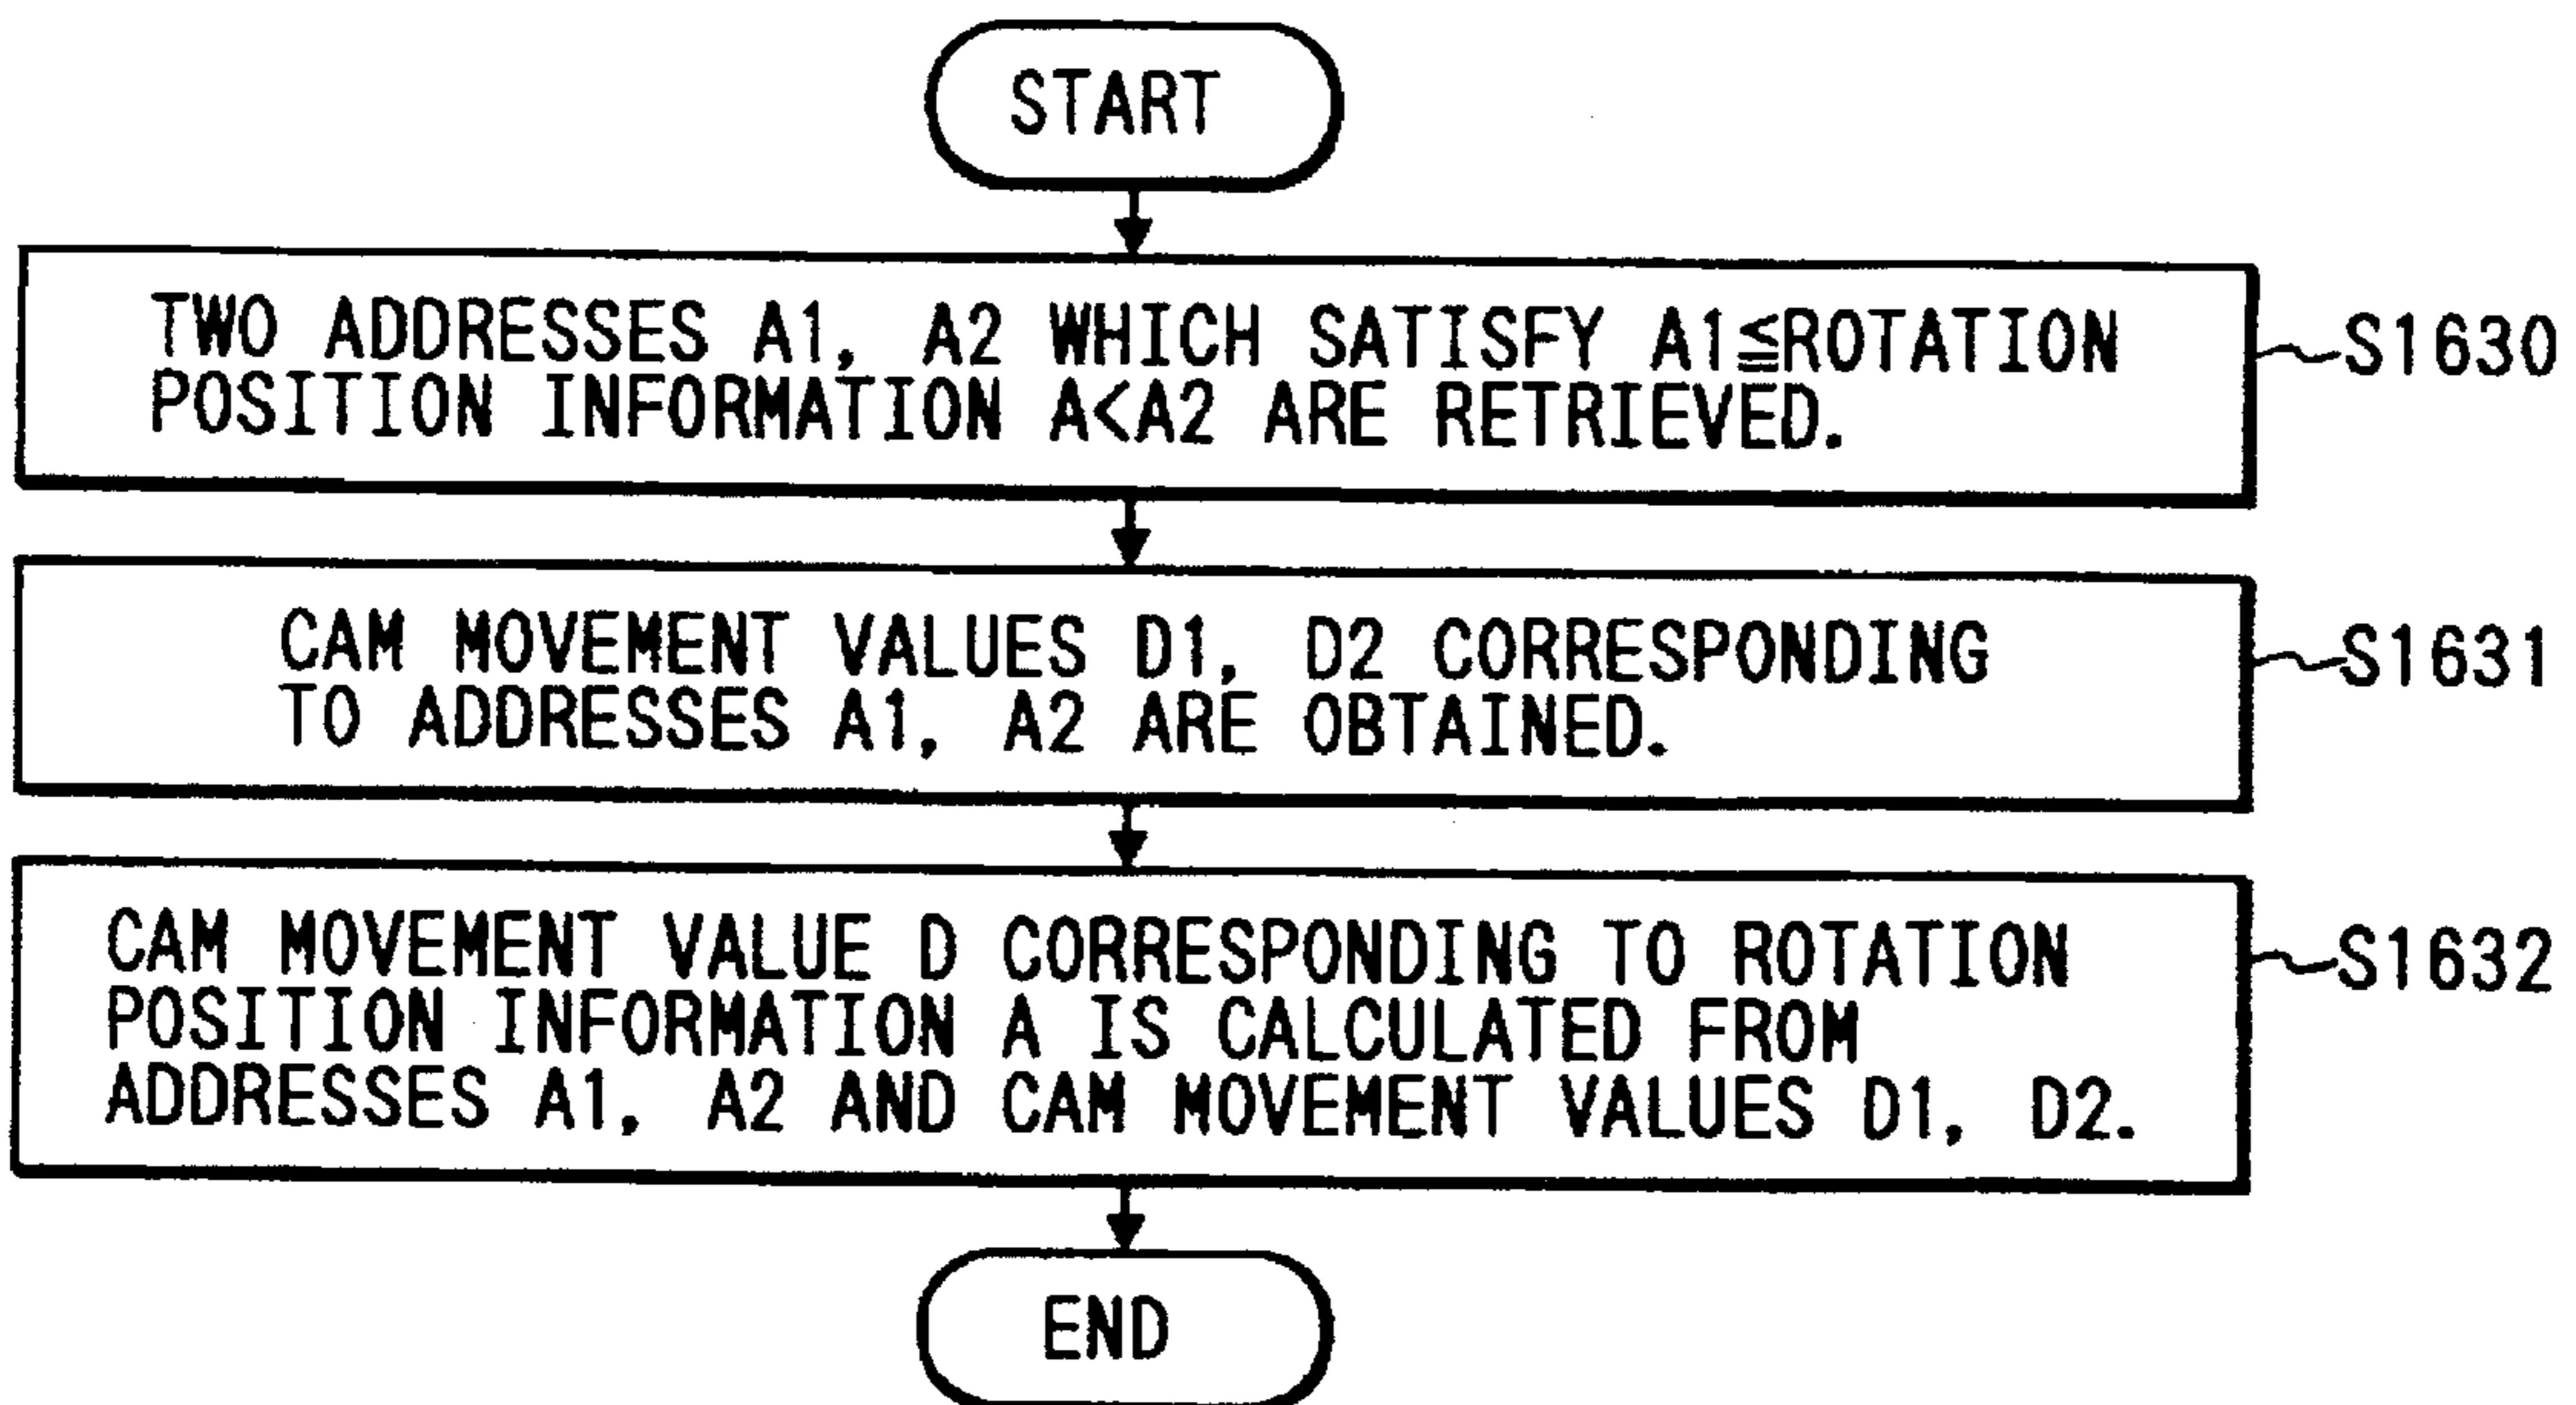 START
TWO ADDRESSES A1, A2 WHICH SATISFY A1≦ROTATION
POSITION INFORMATION A<A2 ARE RETRIEVED.
S1630
CAM MOVEMENT VALUES D1, D2 CORRESPONDING
TO ADDRESSES A1, A2 ARE OBTAINED.
S1631
CAM MOVEMENT VALUE D CORRESPONDING TO ROTATION
POSITION INFORMATION A IS CALCULATED FROM
ADDRESSES A1, A2 AND CAM MOVEMENT VALUES D1, D2.
S1632
END